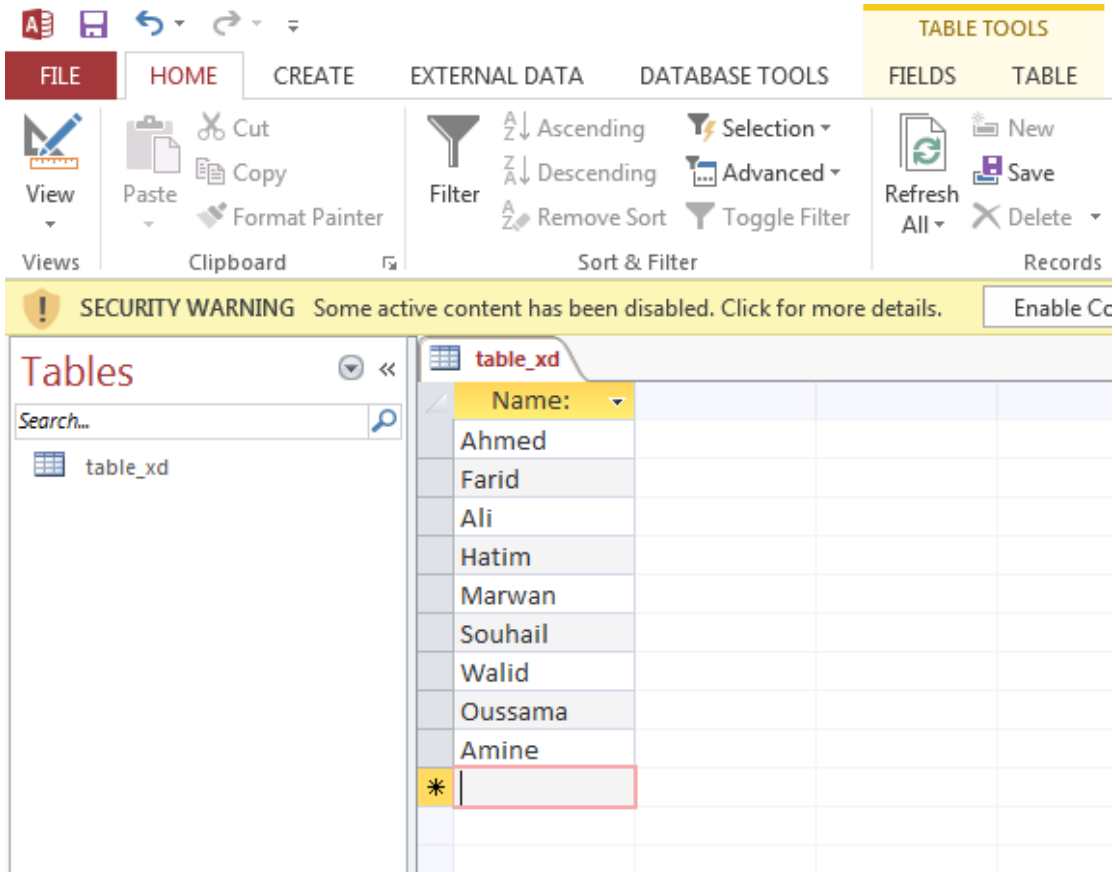 TABLE TOOLS
FILE HOME CREATE EXTERNAL DATA DATABASE TOOLS FIELDS TABLE
View
Views
Paste
Cut
Copy
Format Painter
Clipboard
Filter
Ascending
Descending
Remove Sort
Selection
Advanced
Toggle Filter
Sort & Filter
Refresh
All
New
Save
Delete
Records
SECURITY WARNING Some active content has been disabled. Click for more details. Enable Co
Tables
Search...
table_xd
table_xd
Name:
Ahmed
Farid
Ali
Hatim
Marwan
Souhail
Walid
Oussama
Amine